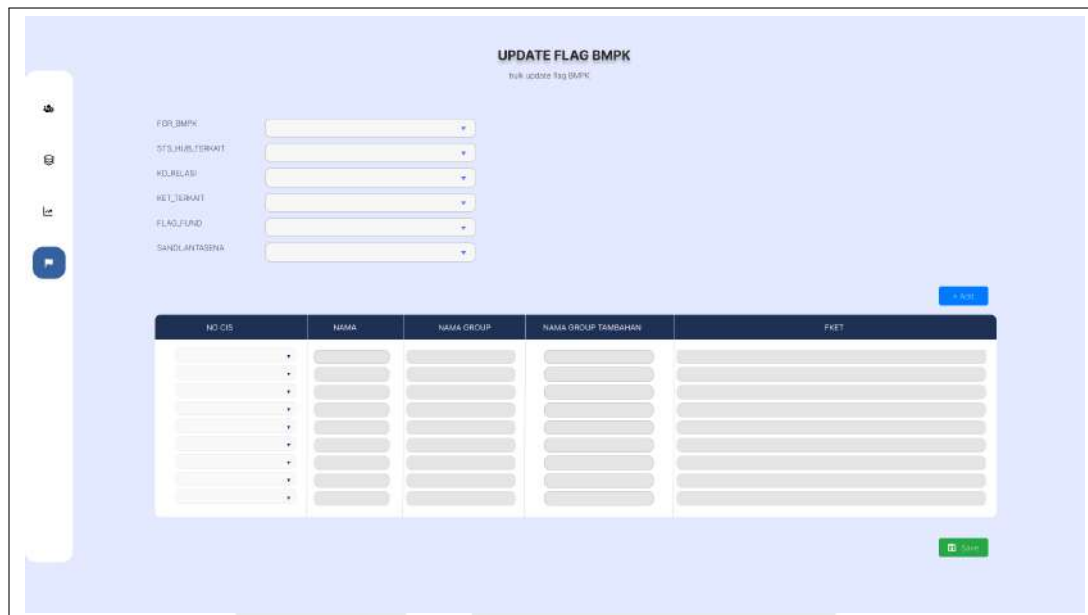 UPDATE FLAG BMPK
bulk update flag BMPK
FDR_BMPK
STS_HUB_TERKAIT
KD_RELASI
KET_TERKAIT
FLAG_FUND
SANDI_ANTASENA
+ Add
NO CIS NAMA NAMA GROUP NAMA GROUP TAMBAHAN FKET
Save